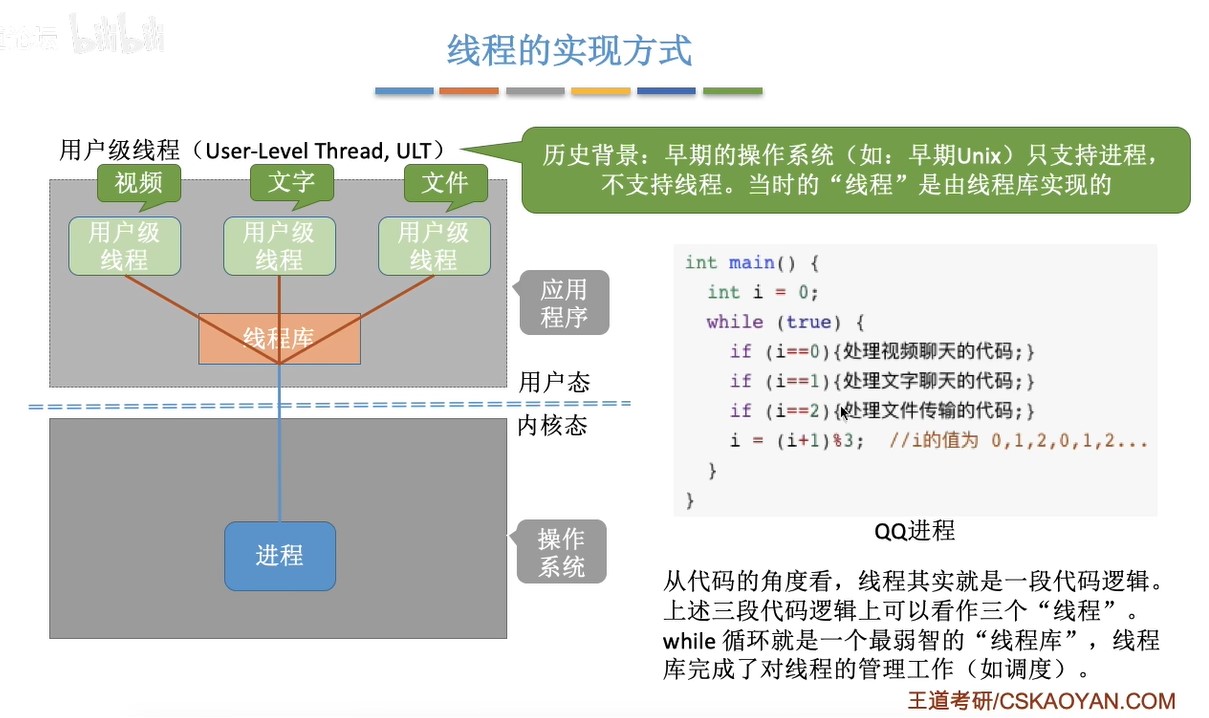 bilibili
线程的实现方式
用户级线程（User-Level Thread, ULT）
历史背景：早期的操作系统（如：早期Unix）只支持进程，
不支持线程。当时的“线程”是由线程库实现的
视频
文字
文件
用户级
线程
用户级
线程
用户级
线程
线程库
应用
程序
用户态
内核态
进程
操作
系统
int main() {
int i = 0;
while (true) {
if (i==0){处理视频聊天的代码;}
if (i==1){处理文字聊天的代码;}
if (i==2){处理文件传输的代码;}
i = (i+1)%3; //i的值为 0,1,2,0,1,2...
}
}
QQ进程
从代码的角度看，线程其实就是一段代码逻辑。
上述三段代码逻辑上可以看作三个“线程”。
while 循环就是一个最弱智的“线程库”，线程
库完成了对线程的管理工作（如调度）。
王道考研/CSKAOYAN.COM